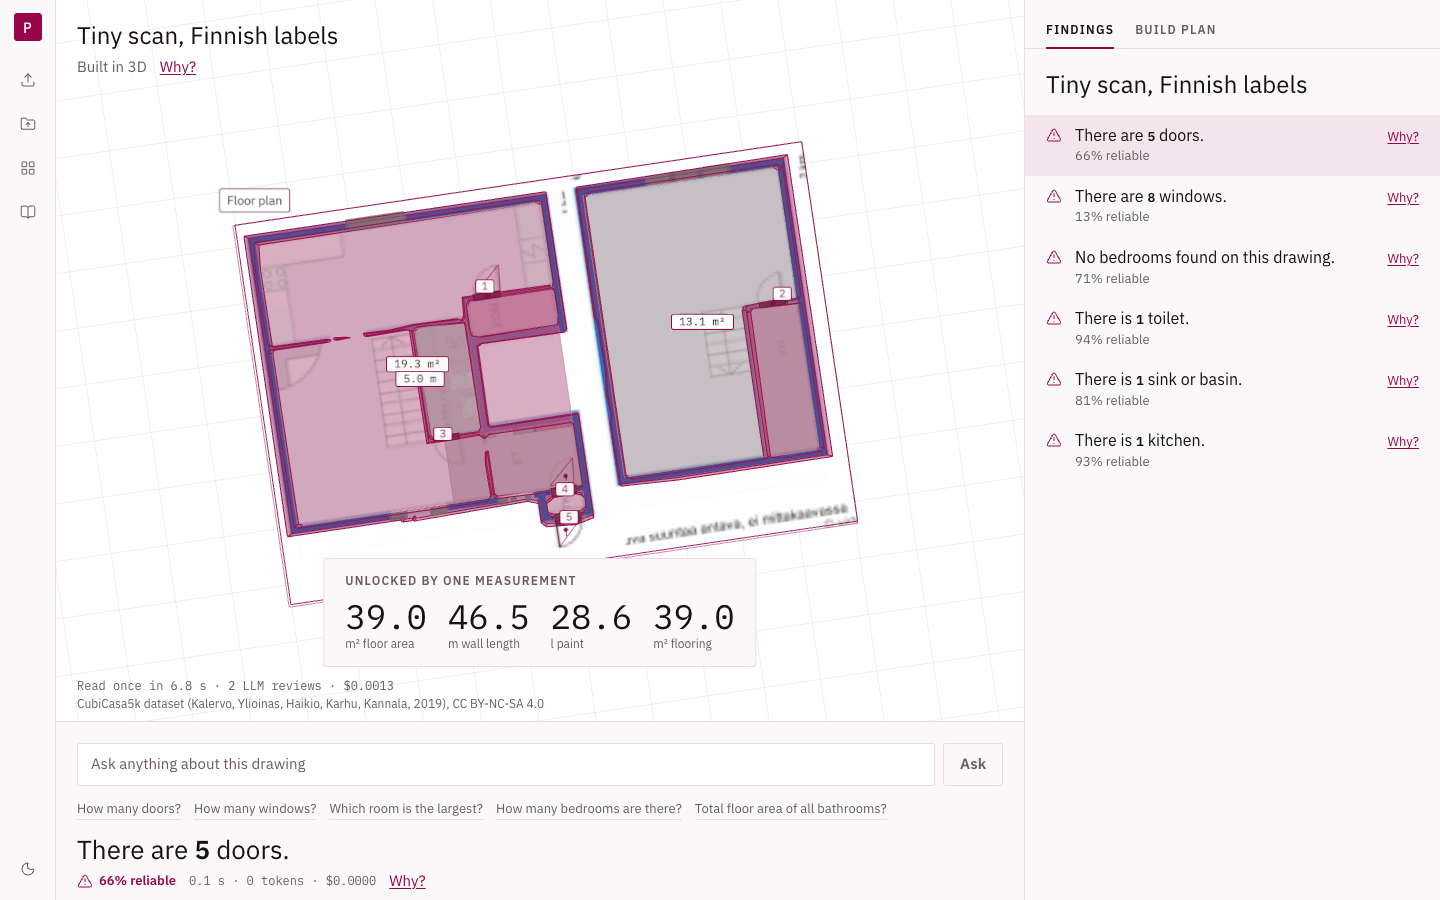 P
Tiny scan, Finnish labels
Built in 3D Why?
Floor plan
1
2
13.1 m²
19.3 m²
5.0 m
3
4
5
UNLOCKED BY ONE MEASUREMENT
39.0 46.5 28.6 39.0
m² floor area m wall length l paint m² flooring
Read once in 6.8 s · 2 LLM reviews · $0.0013
CubiCasa5k dataset (Kalervo, Ylioinas, Haikio, Karhu, Kannala, 2019), CC BY-NC-SA 4.0
Ask anything about this drawing
Ask
How many doors? How many windows? Which room is the largest? How many bedrooms are there? Total floor area of all bathrooms?
There are 5 doors.
66% reliable 0.1 s · 0 tokens · $0.0000 Why?
FINDINGS BUILD PLAN
Tiny scan, Finnish labels
There are 5 doors. Why?
66% reliable
There are 8 windows. Why?
13% reliable
No bedrooms found on this drawing. Why?
71% reliable
There is 1 toilet. Why?
94% reliable
There is 1 sink or basin. Why?
81% reliable
There is 1 kitchen. Why?
93% reliable